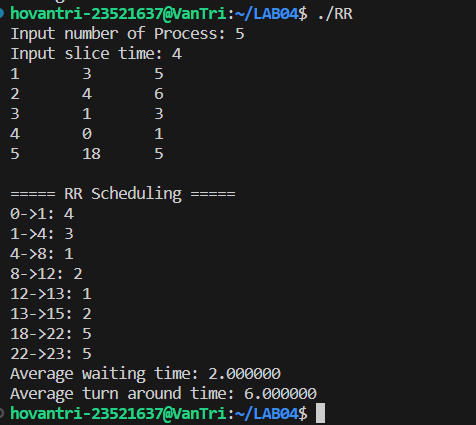 hovantri-23521637@VanTri:~/LAB04$ ./RR
Input number of Process: 5
Input slice time: 4
1 3 5
2 4 6
3 1 3
4 0 1
5 18 5
===== RR Scheduling =====
0->1: 4
1->4: 3
4->8: 1
8->12: 2
12->13: 1
13->15: 2
18->22: 5
22->23: 5
Average waiting time: 2.000000
Average turn around time: 6.000000
hovantri-23521637@VanTri:~/LAB04$